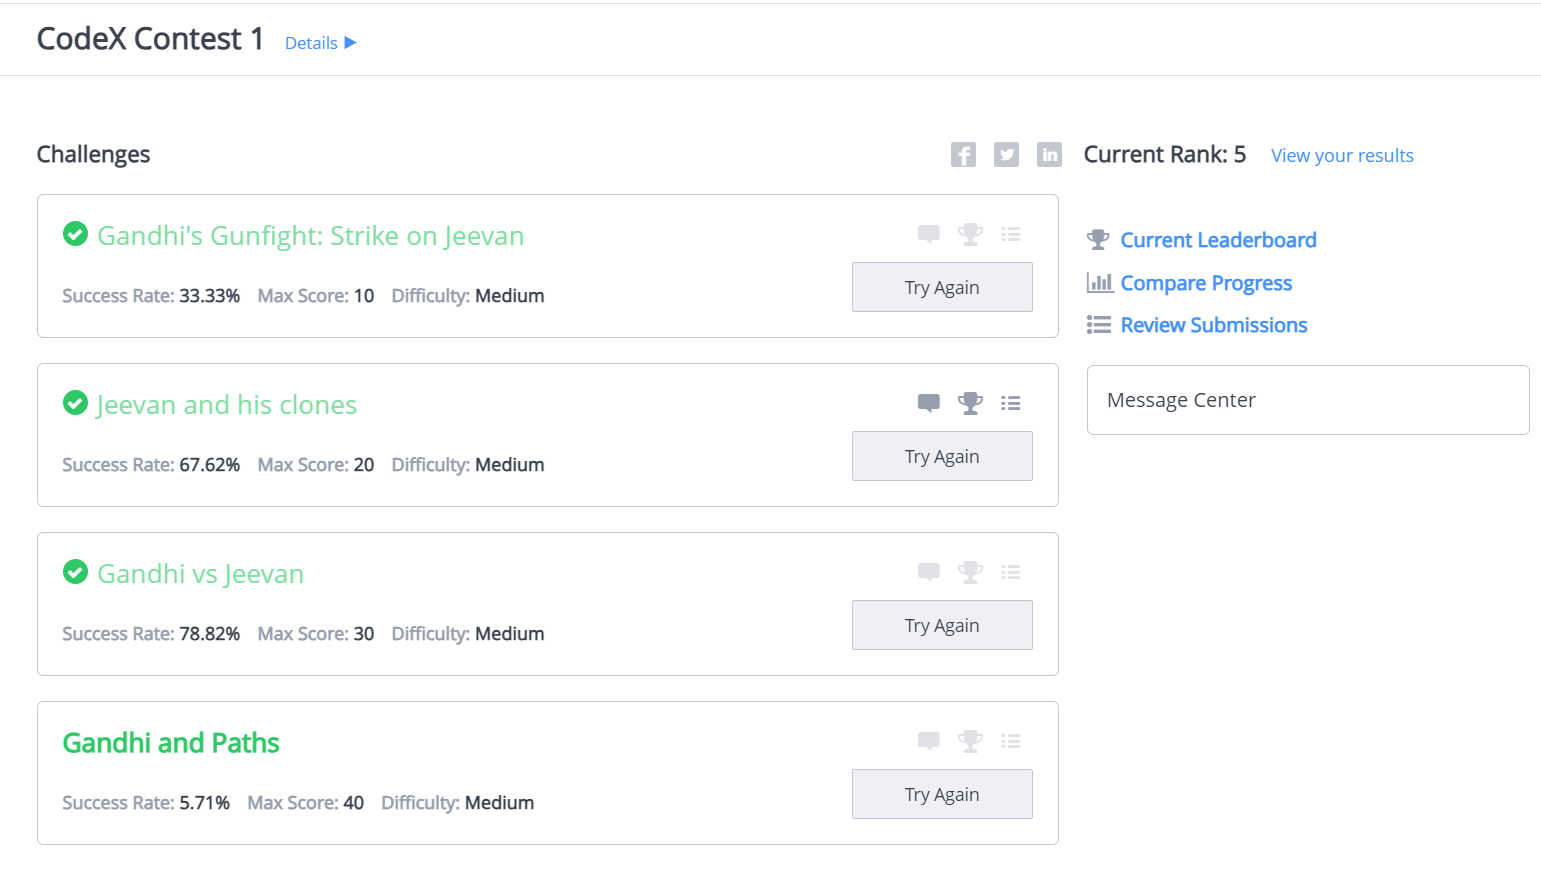 CodeX Contest 1 Details ▶
Challenges
Current Rank: 5 View your results
Gandhi's Gunfight: Strike on Jeevan
Success Rate: 33.33% Max Score: 10 Difficulty: Medium
Try Again
Jeevan and his clones
Success Rate: 67.62% Max Score: 20 Difficulty: Medium
Try Again
Gandhi vs Jeevan
Success Rate: 78.82% Max Score: 30 Difficulty: Medium
Try Again
Gandhi and Paths
Success Rate: 5.71% Max Score: 40 Difficulty: Medium
Try Again
Current Leaderboard
Compare Progress
Review Submissions
Message Center